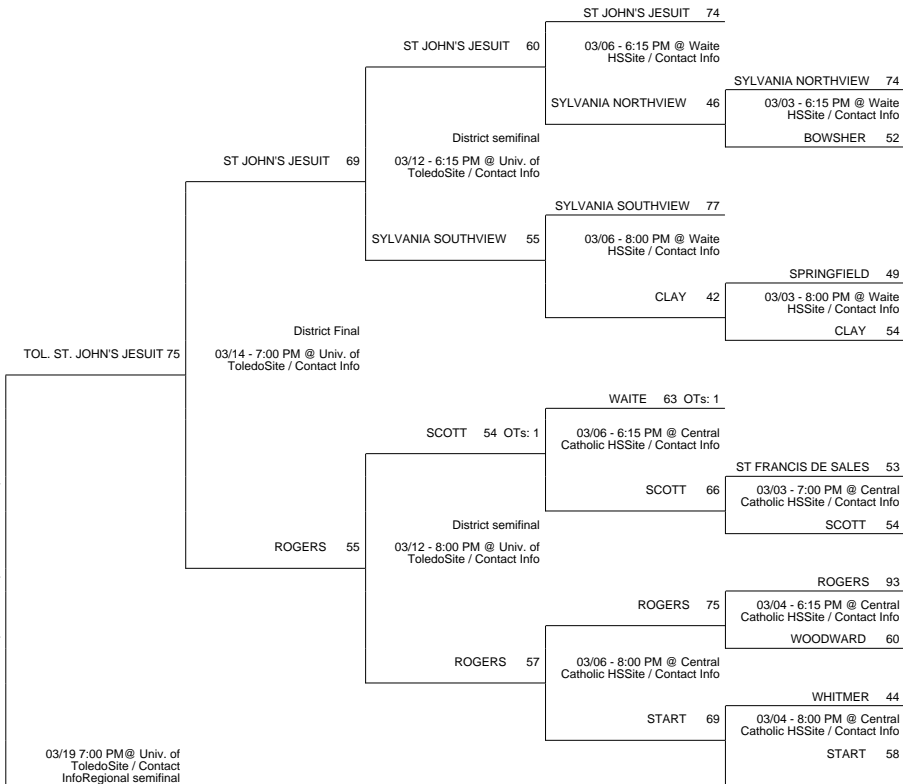 ST JOHN'S JESUIT 74
ST JOHN'S JESUIT 60
03/06 - 6:15 PM @ Waite
HSSite / Contact Info
SYLVANIA NORTHVIEW 74
SYLVANIA NORTHVIEW 46
03/03 - 6:15 PM @ Waite
HSSite / Contact Info
BOWSHER 52
District semifinal
ST JOHN'S JESUIT 69
03/12 - 6:15 PM @ Univ. of
ToledoSite / Contact Info
SYLVANIA SOUTHVIEW 77
SYLVANIA SOUTHVIEW 55
03/06 - 8:00 PM @ Waite
HSSite / Contact Info
SPRINGFIELD 49
CLAY 42
03/03 - 8:00 PM @ Waite
HSSite / Contact Info
CLAY 54
District Final
TOL. ST. JOHN'S JESUIT 75
03/14 - 7:00 PM @ Univ. of
ToledoSite / Contact Info
WAITE 63 OTs: 1
SCOTT 54 OTs: 1
03/06 - 6:15 PM @ Central
Catholic HSSite / Contact Info
ST FRANCIS DE SALES 53
SCOTT 66
03/03 - 7:00 PM @ Central
Catholic HSSite / Contact Info
SCOTT 54
District semifinal
ROGERS 55
03/12 - 8:00 PM @ Univ. of
ToledoSite / Contact Info
ROGERS 93
ROGERS 75
03/04 - 6:15 PM @ Central
Catholic HSSite / Contact Info
WOODWARD 60
ROGERS 57
03/06 - 8:00 PM @ Central
Catholic HSSite / Contact Info
WHITMER 44
START 69
03/04 - 8:00 PM @ Central
Catholic HSSite / Contact Info
START 58
03/19 7:00 PM@ Univ. of
ToledoSite / Contact
InfoRegional semifinal